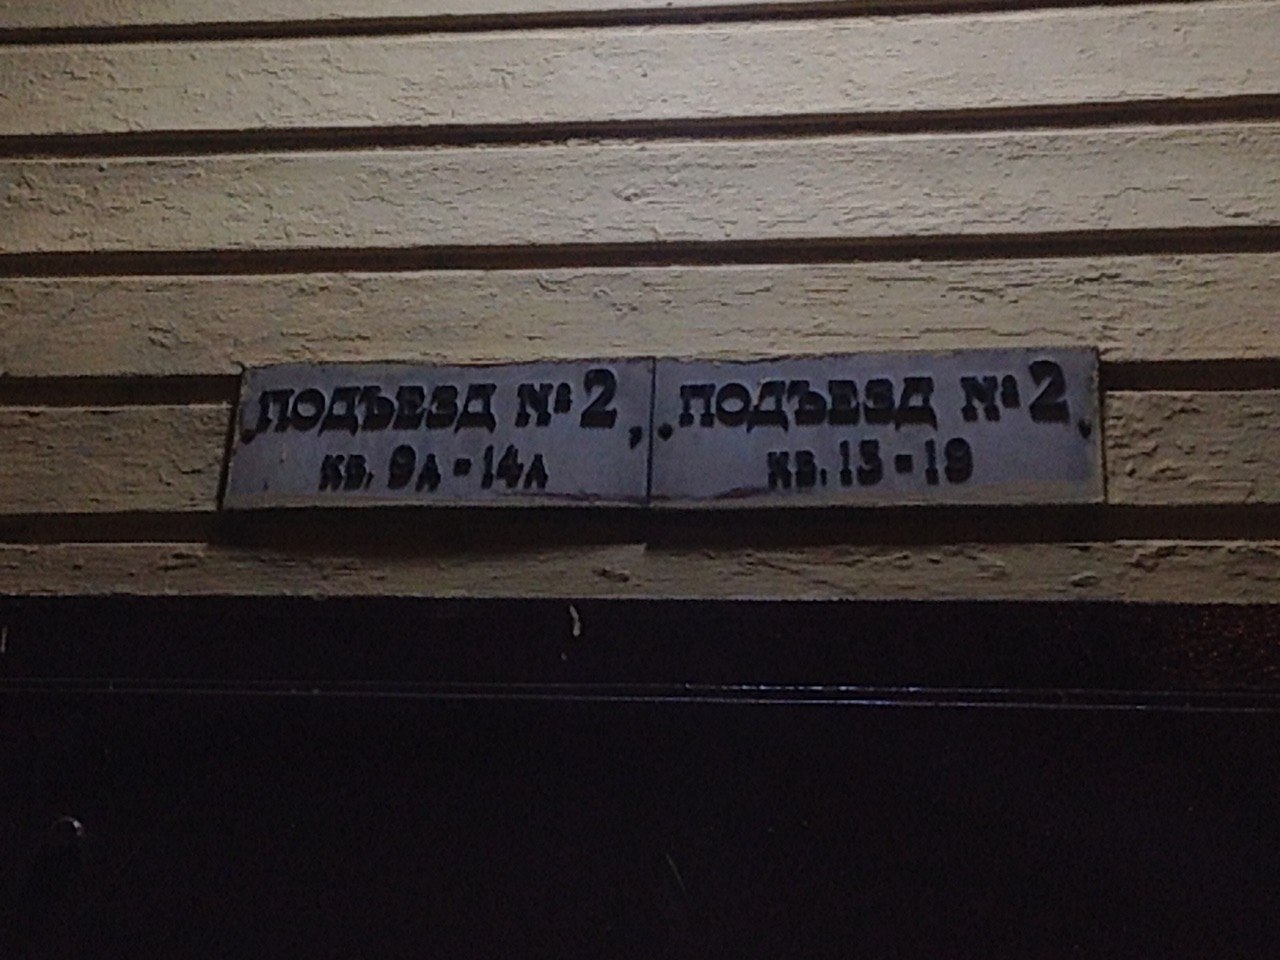 ПОДЪЕЗД №2
КВ. 9А-14А
ПОДЪЕЗД №2
КВ. 15-19